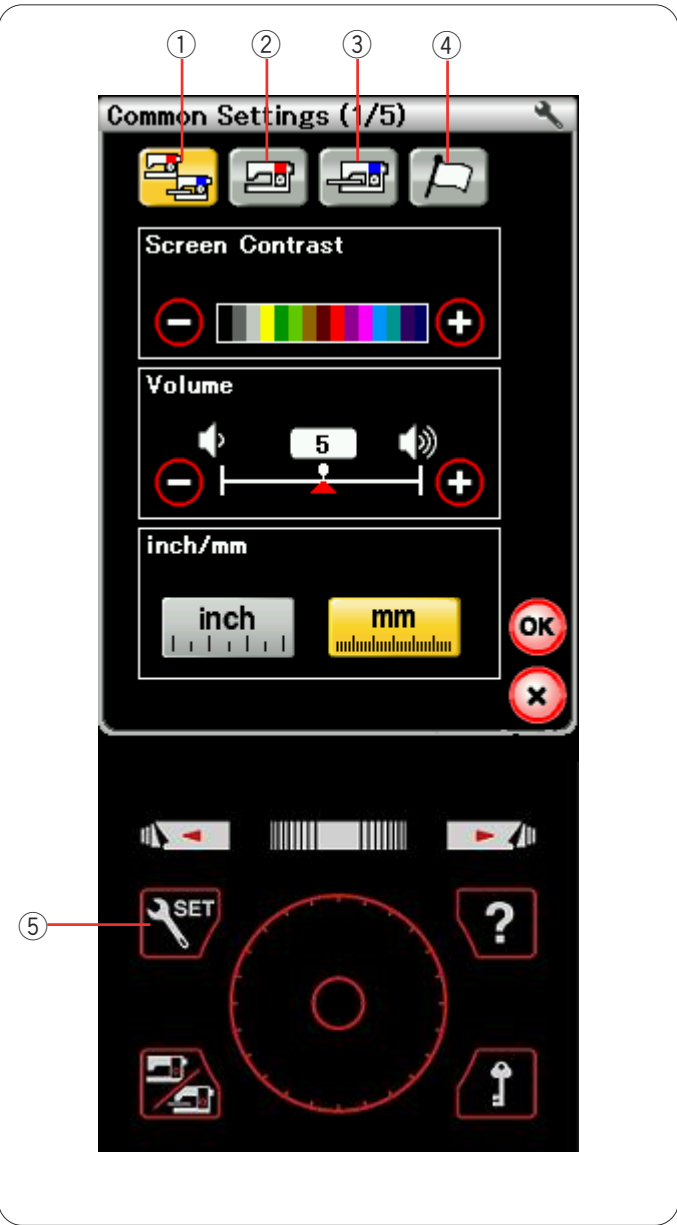 ① ② ③ ④
Common Settings (1/5)
Screen Contrast
Volume
5
inch/mm
inch mm
OK
⑤ SET ?